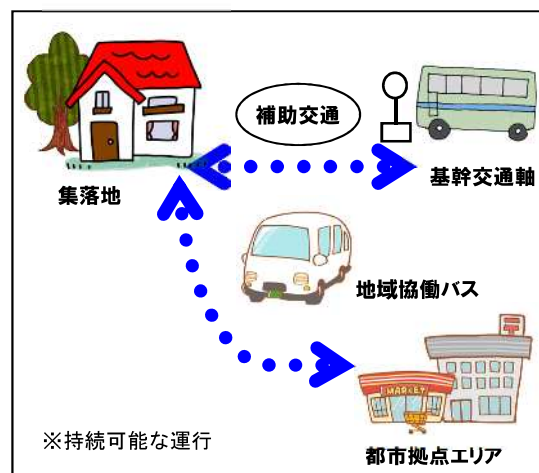 補助交通
基幹交通軸
集落地
地域協働バス
〒
MARKET
都市拠点エリア
※持続可能な運行